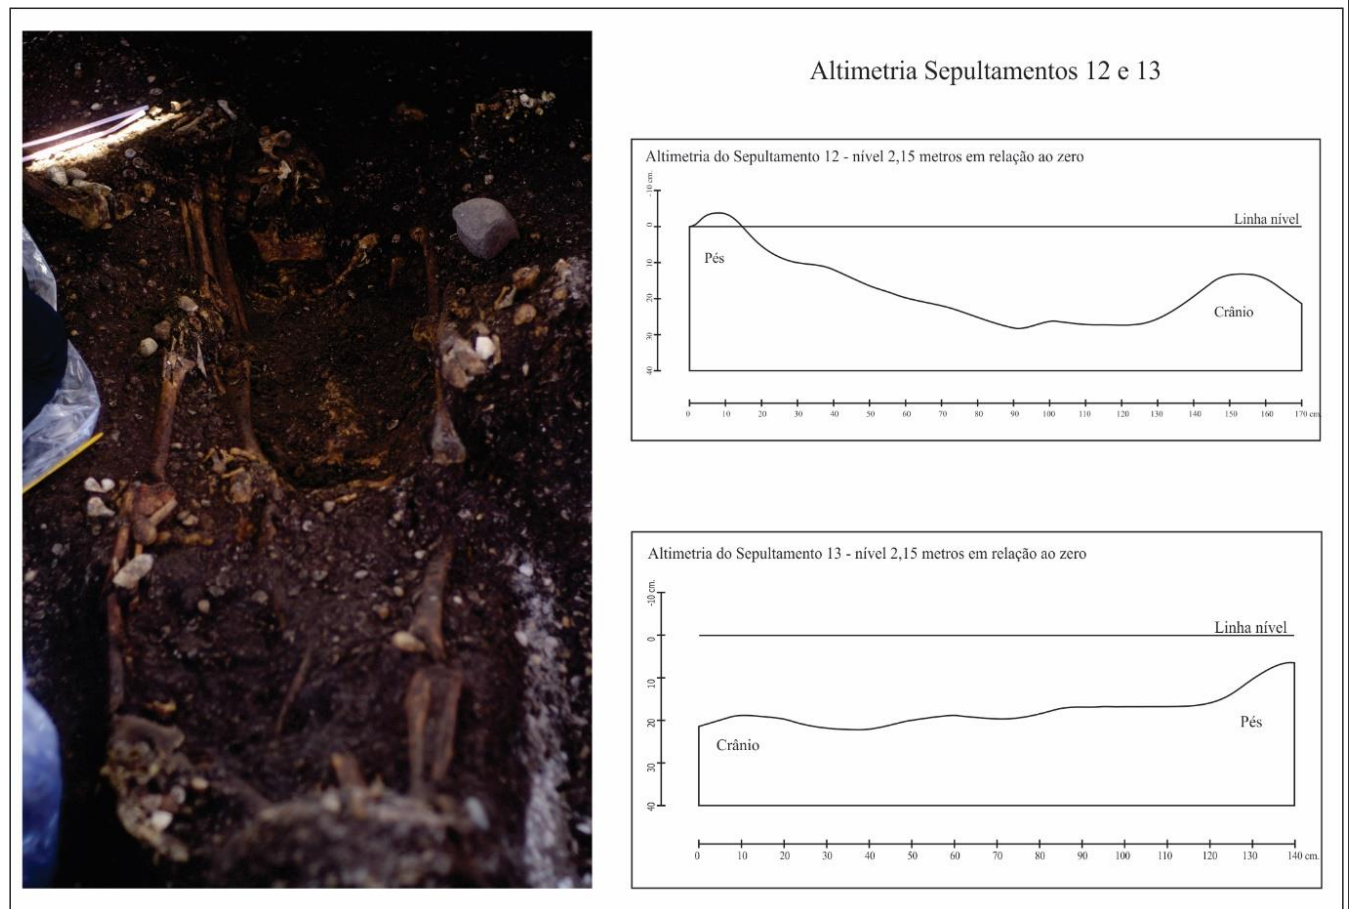 Altimetria Sepultamentos 12 e 13
Altimetria do Sepultamento 12 - nível 2,15 metros em relação ao zero
-10 cm.
0
10
20
30
40
Linha nível
Pés
Crânio
0 10 20 30 40 50 60 70 80 90 100 110 120 130 140 150 160 170 cm.
Altimetria do Sepultamento 13 - nível 2,15 metros em relação ao zero
-10 cm.
0
10
20
30
40
Linha nível
Crânio
Pés
0 10 20 30 40 50 60 70 80 90 100 110 120 130 140 cm.